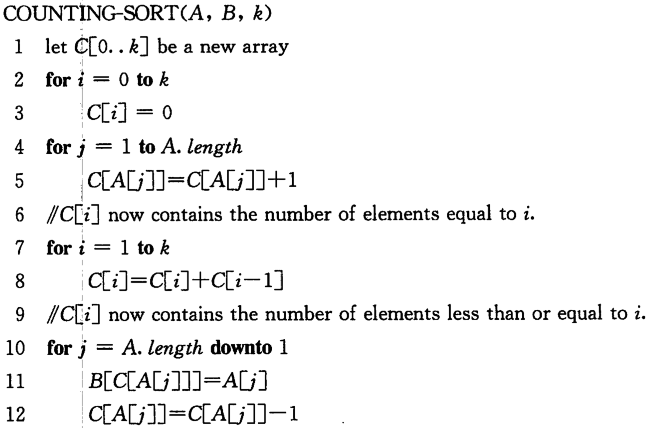 COUNTING-SORT(A, B, k)
1 let C[0..k] be a new array
2 for i = 0 to k
3 C[i] = 0
4 for j = 1 to A.length
5 C[A[j]]=C[A[j]]+1
6 //C[i] now contains the number of elements equal to i.
7 for i = 1 to k
8 C[i]=C[i]+C[i-1]
9 //C[i] now contains the number of elements less than or equal to i.
10 for j = A.length downto 1
11 B[C[A[j]]]=A[j]
12 C[A[j]]=C[A[j]]-1